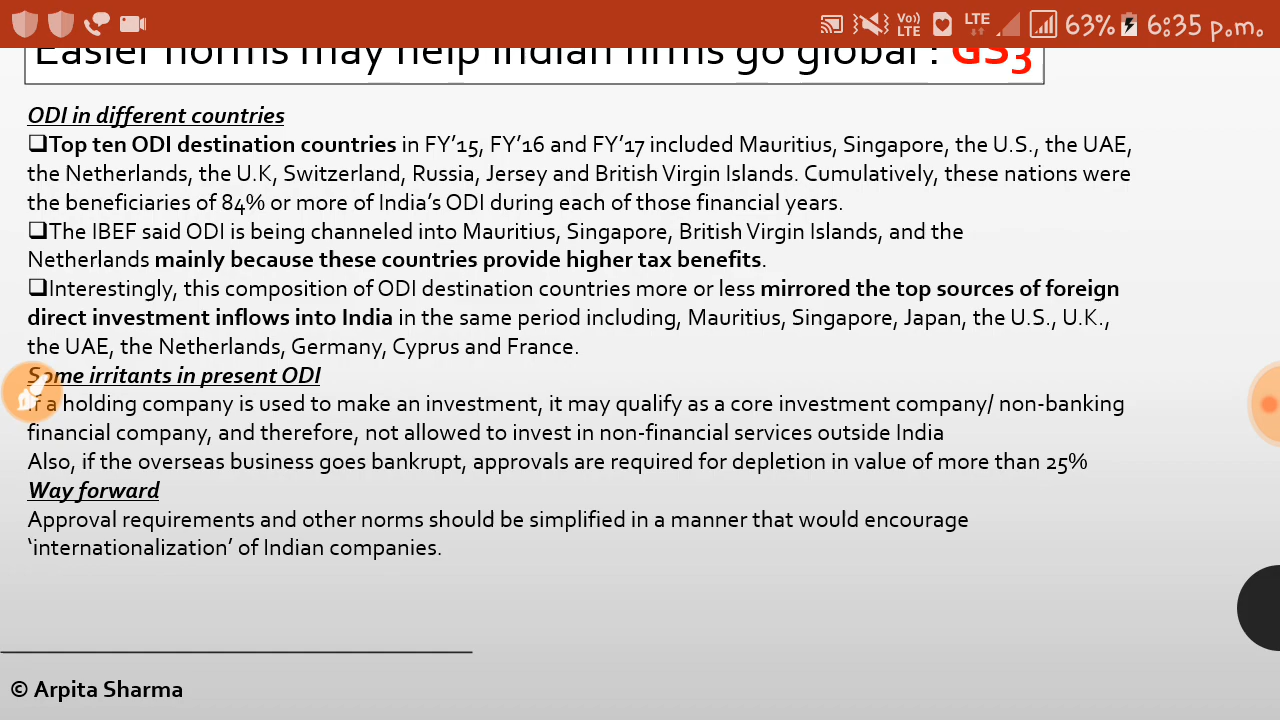 Vo)) LTE LTE 63% 6:35 p.m.
Easier norms may help Indian firms go global : GS3
ODI in different countries
❑Top ten ODI destination countries in FY’15, FY’16 and FY’17 included Mauritius, Singapore, the U.S., the UAE,
the Netherlands, the U.K, Switzerland, Russia, Jersey and British Virgin Islands. Cumulatively, these nations were
the beneficiaries of 84% or more of India’s ODI during each of those financial years.
❑The IBEF said ODI is being channeled into Mauritius, Singapore, British Virgin Islands, and the
Netherlands mainly because these countries provide higher tax benefits.
❑Interestingly, this composition of ODI destination countries more or less mirrored the top sources of foreign
direct investment inflows into India in the same period including, Mauritius, Singapore, Japan, the U.S., U.K.,
the UAE, the Netherlands, Germany, Cyprus and France.
Some irritants in present ODI
If a holding company is used to make an investment, it may qualify as a core investment company/ non-banking
financial company, and therefore, not allowed to invest in non-financial services outside India
Also, if the overseas business goes bankrupt, approvals are required for depletion in value of more than 25%
Way forward
Approval requirements and other norms should be simplified in a manner that would encourage
‘internationalization’ of Indian companies.
© Arpita Sharma